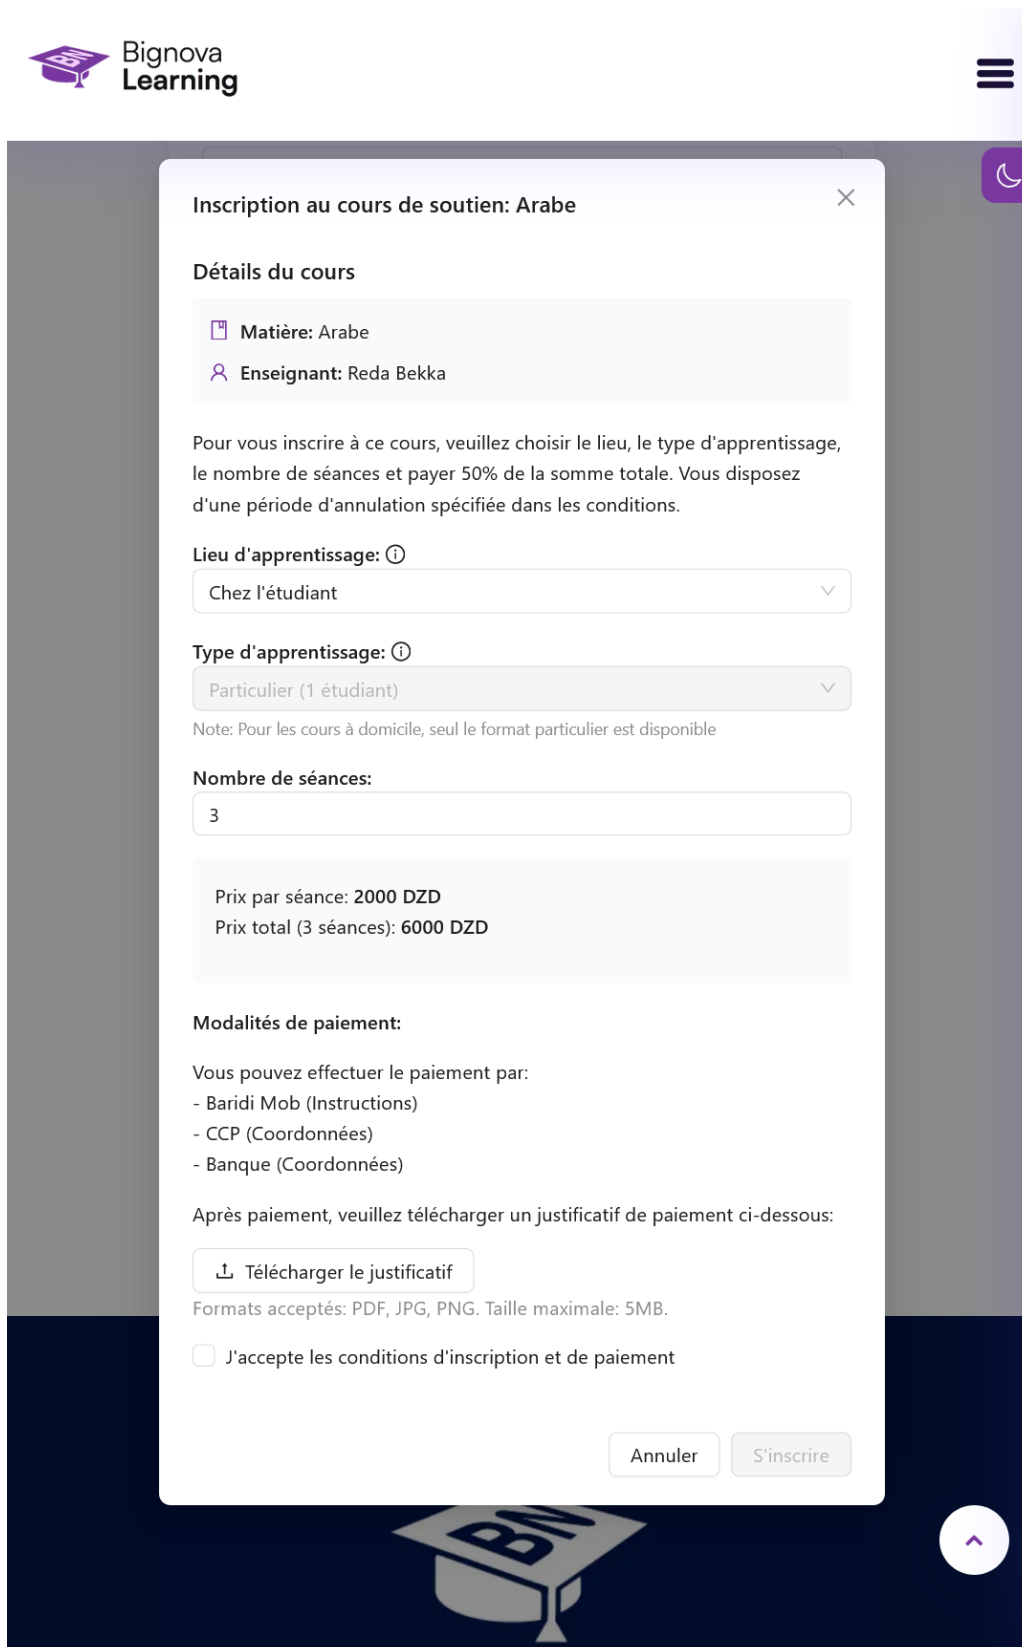 Bignova
Learning
Inscription au cours de soutien: Arabe
Détails du cours
Matière: Arabe
Enseignant: Reda Bekka
Pour vous inscrire à ce cours, veuillez choisir le lieu, le type d'apprentissage,
le nombre de séances et payer 50% de la somme totale. Vous disposez
d'une période d'annulation spécifiée dans les conditions.
Lieu d'apprentissage:
Chez l'étudiant
Type d'apprentissage:
Particulier (1 étudiant)
Note: Pour les cours à domicile, seul le format particulier est disponible
Nombre de séances:
3
Prix par séance: 2000 DZD
Prix total (3 séances): 6000 DZD
Modalités de paiement:
Vous pouvez effectuer le paiement par:
- Baridi Mob (Instructions)
- CCP (Coordonnées)
- Banque (Coordonnées)
Après paiement, veuillez télécharger un justificatif de paiement ci-dessous:
Télécharger le justificatif
Formats acceptés: PDF, JPG, PNG. Taille maximale: 5MB.
J'accepte les conditions d'inscription et de paiement
Annuler
S'inscrire
BN